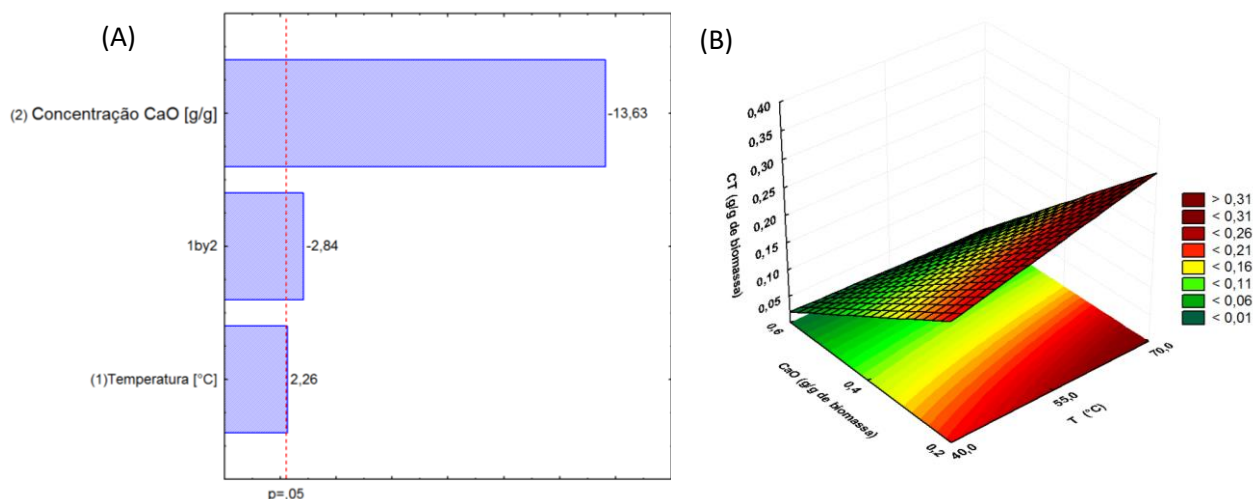 (A)
(2) Concentração CaO [g/g]
-13,63
1by2
-2,84
(1)Temperatura [°C]
2,26
p=,05
(B)
0,40
0,35
0,30
0,25
0,20
0,15
0,10
0,05
CT (g/g de biomassa)
0,6
0,4
0,2
CaO (g/g de biomassa)
40,0
55,0
70,0
T (°C)
> 0,31
< 0,31
< 0,26
< 0,21
< 0,16
< 0,11
< 0,06
< 0,01